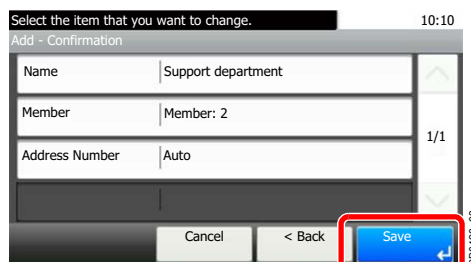 Select the item that you want to change. 10:10
Add - Confirmation
Name Support department
Member Member: 2
1/1
Address Number Auto
Cancel < Back Save